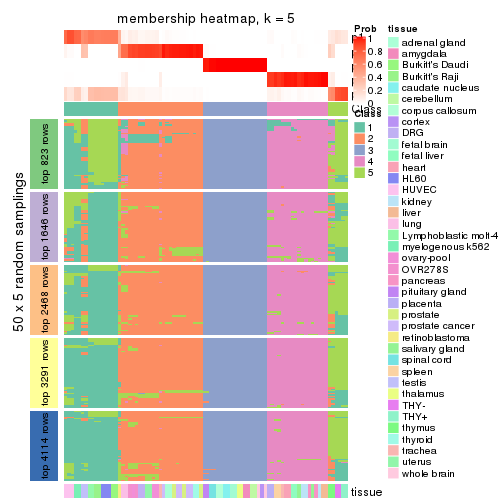 membership heatmap, k = 5
50 x 5 random samplings
top 823 rows
top 1646 rows
top 2468 rows
top 3291 rows
top 4114 rows
Prob
1
0.8
0.6
0.4
0.2
0
Class
1
2
3
4
5
tissue
adrenal gland
amygdala
Burkitt's Daudi
Burkitt's Raji
caudate nucleus
cerebellum
corpus callosum
cortex
DRG
fetal brain
fetal liver
heart
HL60
HUVEC
kidney
liver
lung
Lymphoblastic molt-4
myelogenous k562
ovary-pool
OVR278S
pancreas
pituitary gland
placenta
prostate
prostate cancer
retinoblastoma
salivary gland
spinal cord
spleen
testis
thalamus
THY-
THY+
thymus
thyroid
trachea
uterus
whole brain
tissue